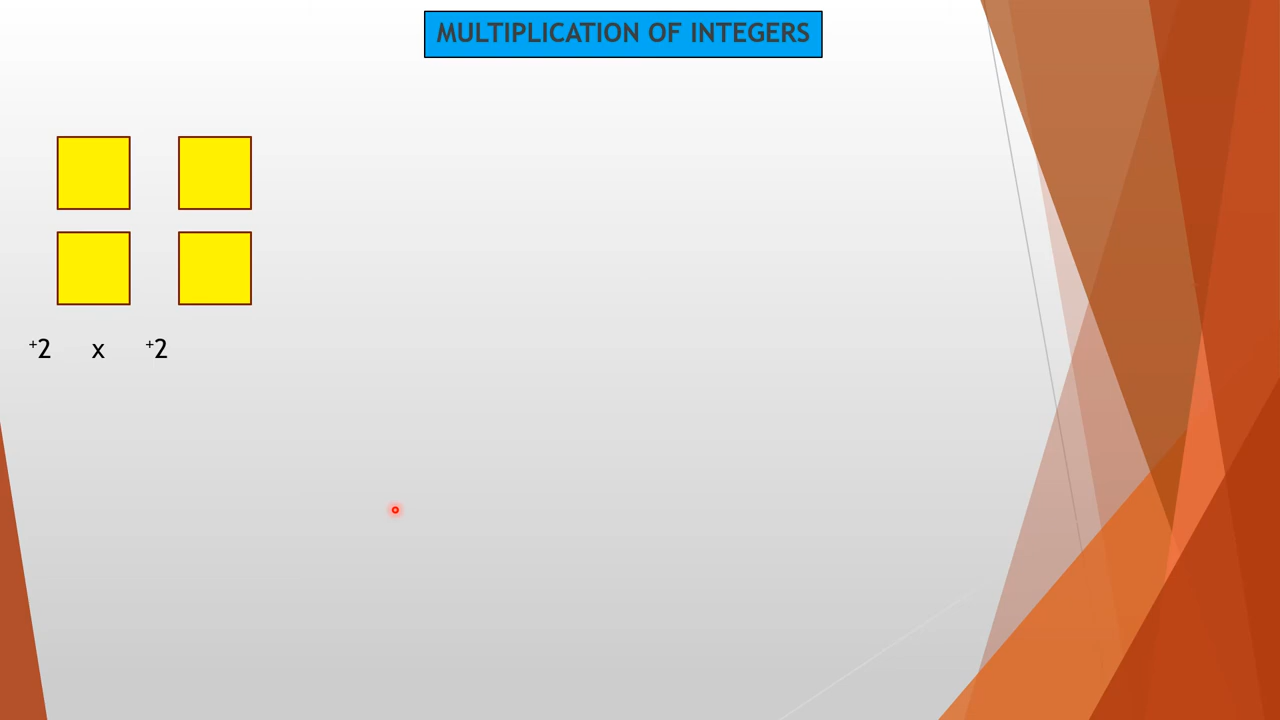 MULTIPLICATION OF INTEGERS
⁺2 x ⁺2